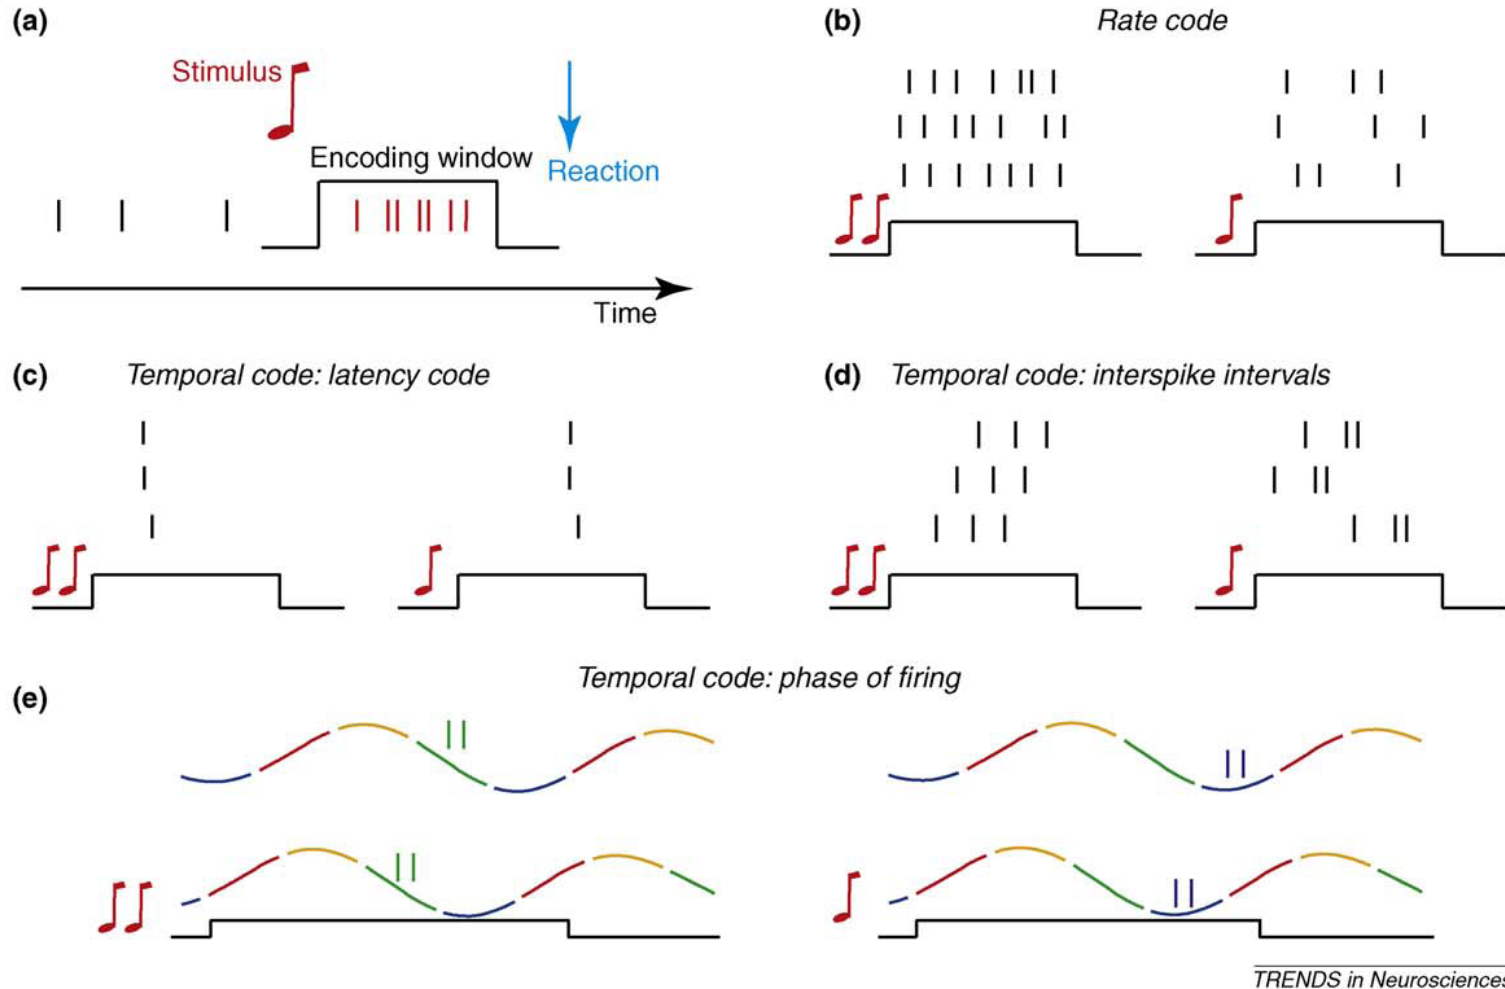 (a)
Stimulus
Encoding window
Reaction
Time
(b)
Rate code
(c)
Temporal code: latency code
(d)
Temporal code: interspike intervals
(e)
Temporal code: phase of firing
TRENDS in Neurosciences